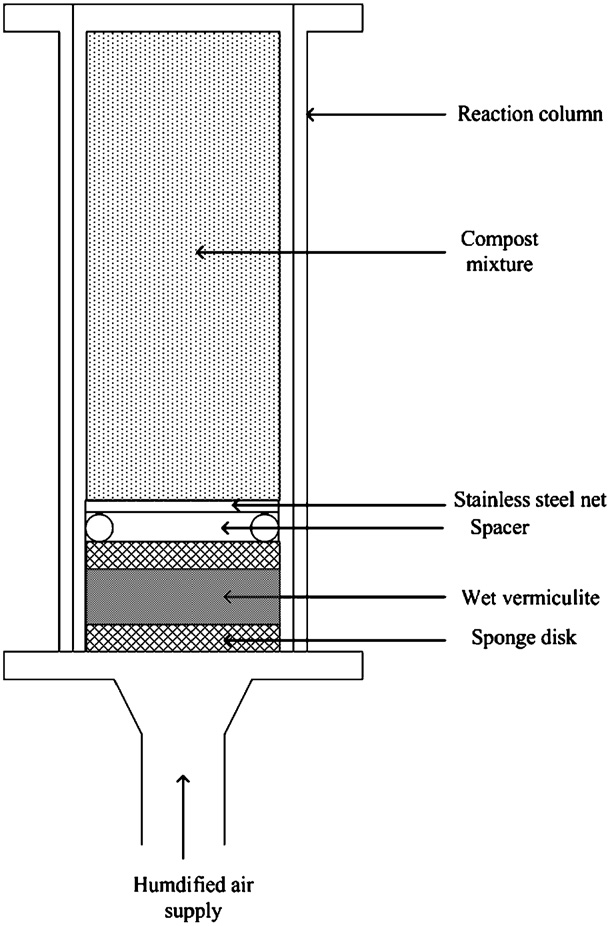 Reaction column
Compost
mixture
Stainless steel net
Spacer
Wet vermiculite
Sponge disk
Humdified air
supply